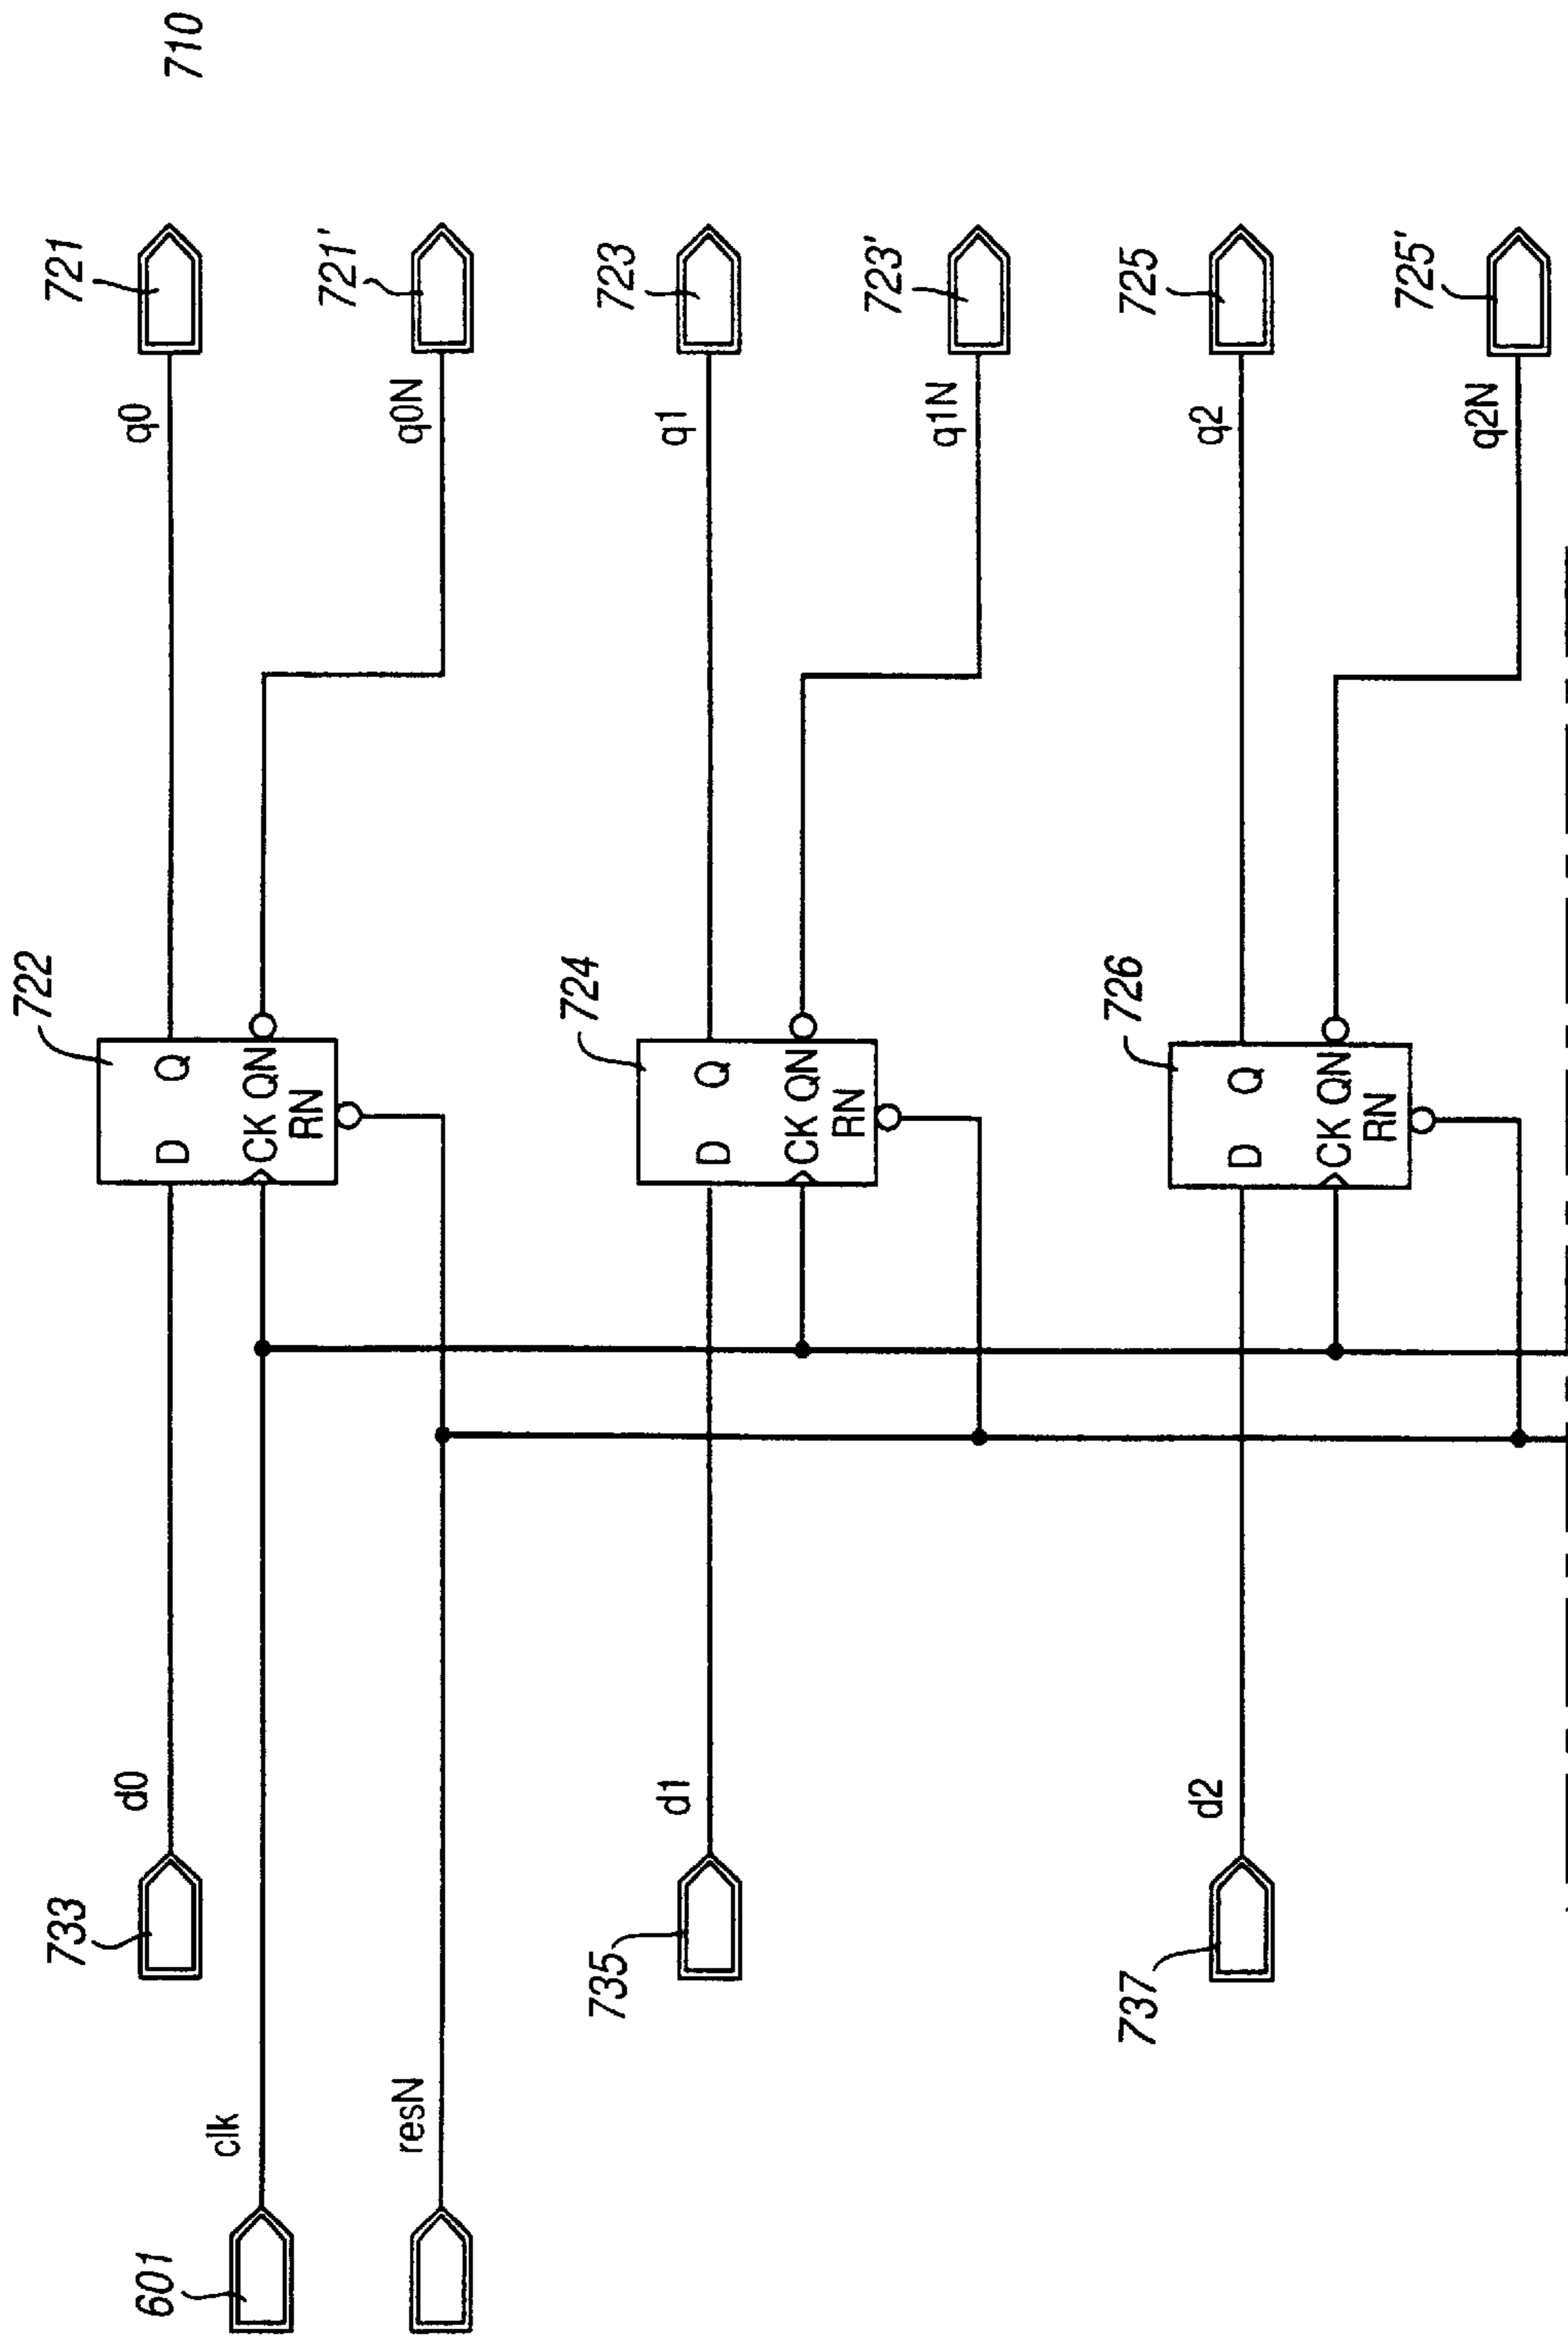 710
721
q0
722
Q
D
CK QN
RN
d0
733
clk
601
721'
q0N
resN
723
q1
724
Q
D
CK QN
RN
d1
735
723'
q1N
725
q2
726
Q
D
CK QN
RN
d2
737
725'
q2N